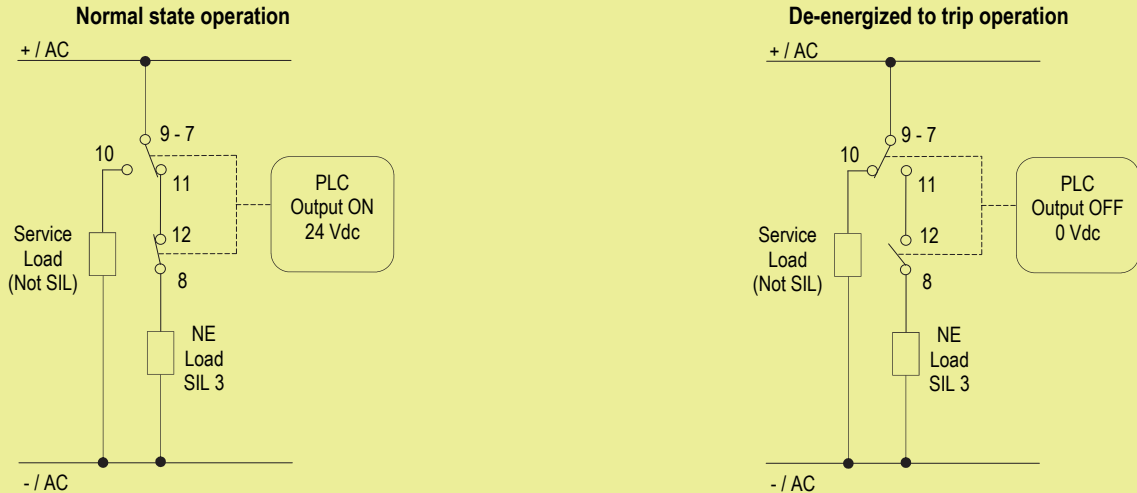 Normal state operation
+ / AC
9 - 7
10
11
PLC
Output ON
24 Vdc
Service
Load
(Not SIL)
12
8
NE
Load
SIL 3
- / AC
De-energized to trip operation
+ / AC
9 - 7
10
11
PLC
Output OFF
0 Vdc
Service
Load
(Not SIL)
12
8
NE
Load
SIL 3
- / AC